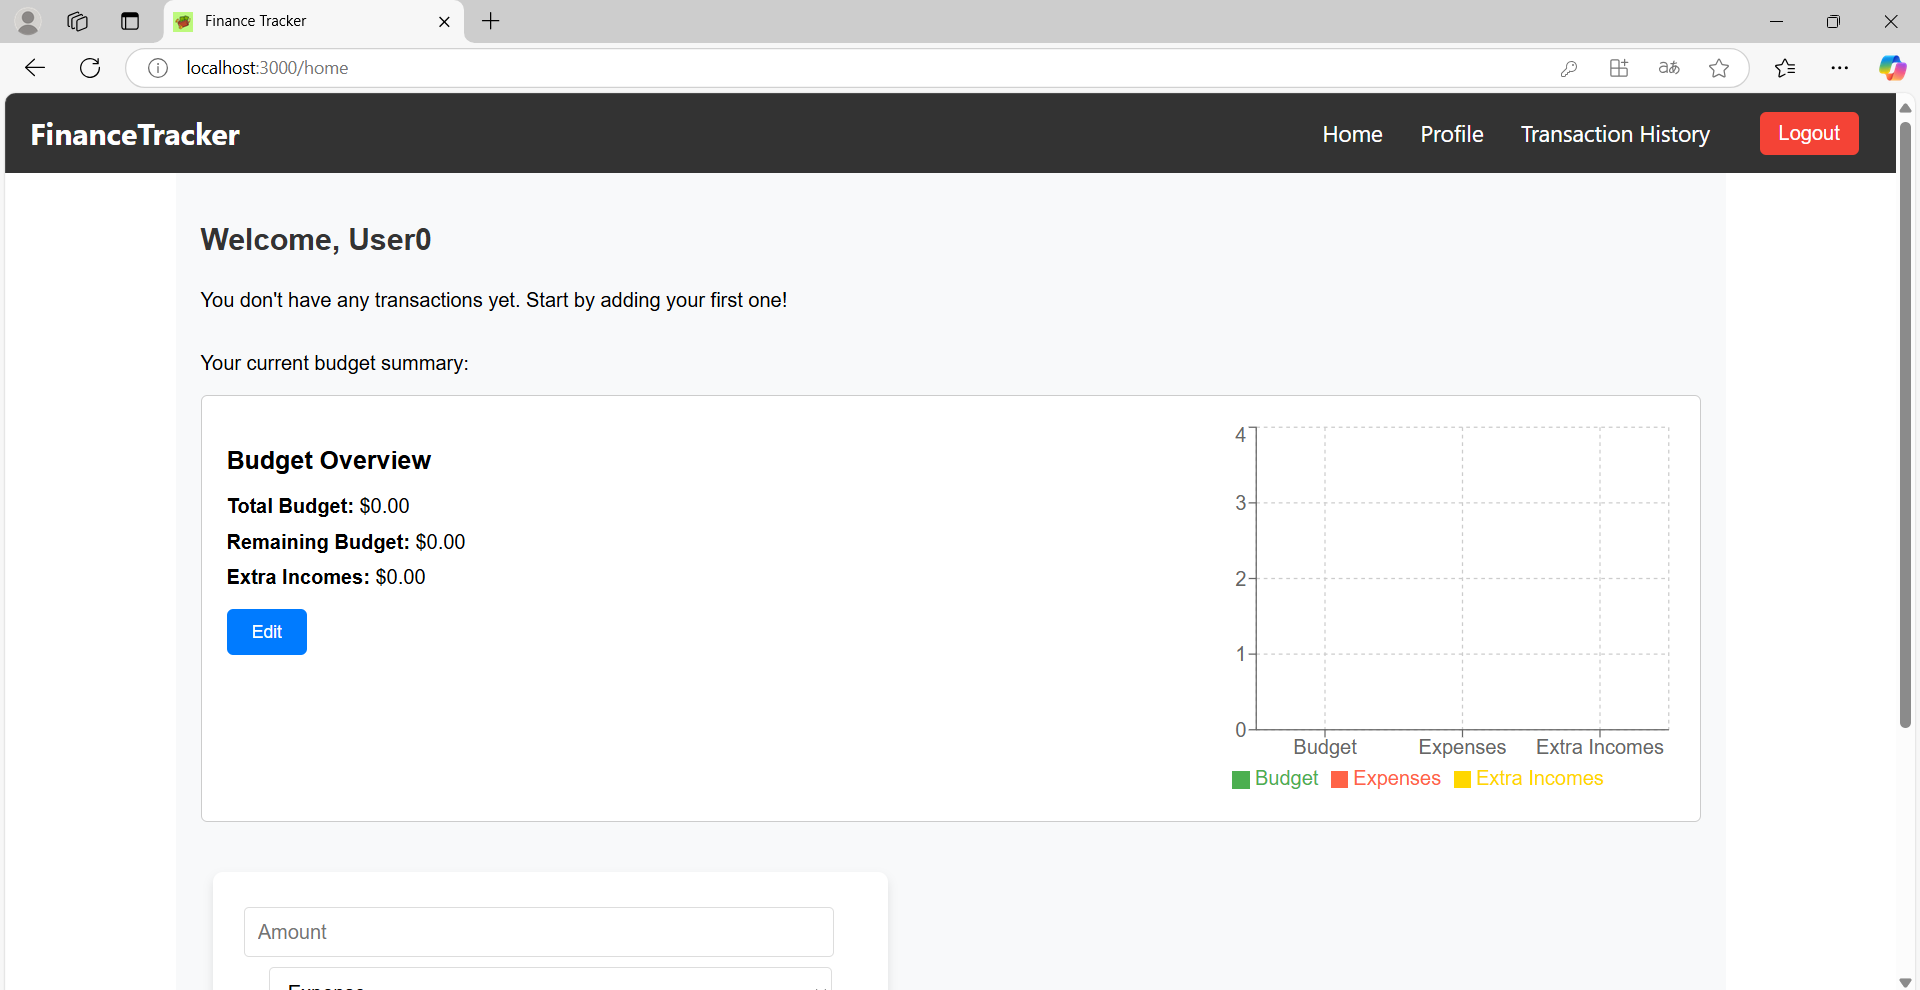 Finance Tracker
localhost:3000/home
aあ
FinanceTracker
Home Profile Transaction History Logout
Welcome, User0
You don't have any transactions yet. Start by adding your first one!
Your current budget summary:
Budget Overview
Total Budget: $0.00
Remaining Budget: $0.00
Extra Incomes: $0.00
Edit
4
3
2
1
0
Budget Expenses Extra Incomes
Budget Expenses Extra Incomes
Amount
Expense